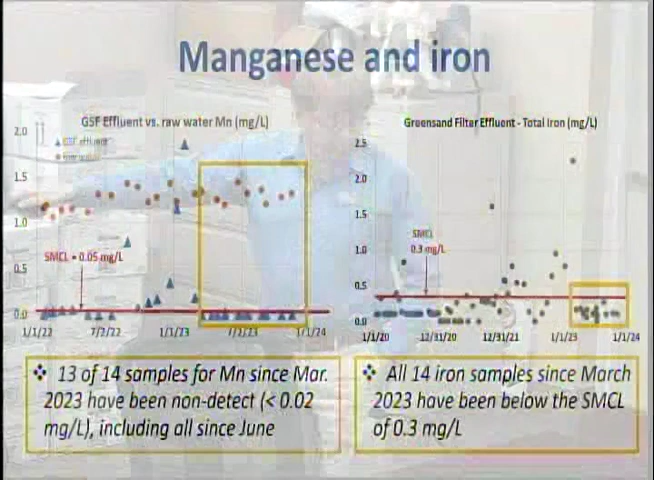 Manganese and iron
GSF Effluent vs. raw water Mn (mg/L)
2.0
GSF effluent
raw water
1.5
1.0
SMCL = 0.05 mg/L
0.5
0.0
1/1/22
7/2/22
1/1/23
7/2/23
1/1/24
Greensand Filter Effluent - Total Iron (mg/L)
2.5
2.0
1.5
SMCL
0.3 mg/L
1.0
0.5
0.0
1/1/20
12/31/20
12/31/21
1/1/23
1/1/24
13 of 14 samples for Mn since Mar.
2023 have been non-detect (< 0.02
mg/L), including all since June
All 14 iron samples since March
2023 have been below the SMCL
of 0.3 mg/L